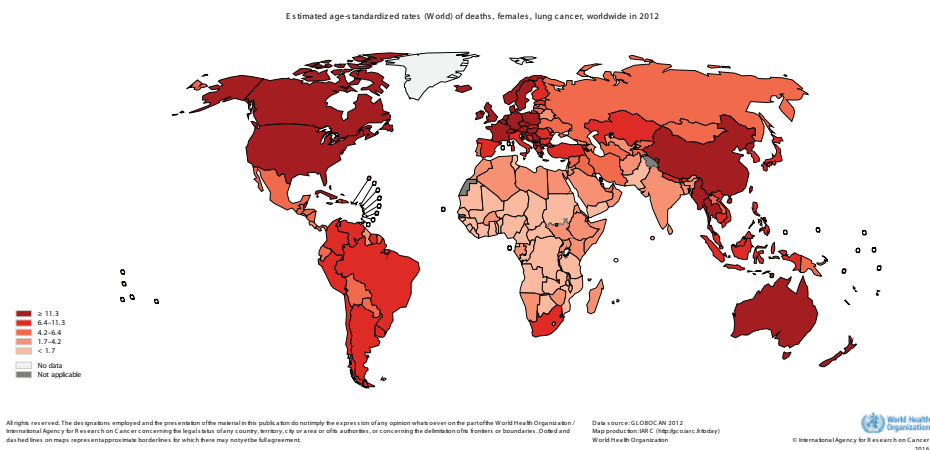 Estimated age-standardized rates (World) of deaths, females, lung cancer, worldwide in 2012
≥ 11.3
6.4-11.3
4.2-6.4
1.7-4.2
< 1.7
No data
Not applicable
All rights reserved. The designations employed and the presentation of the material in this publication do not imply the expression of any opinion whatsoever on the part of the World Health Organization /
International Agency for Research on Cancer concerning the legal status of any country, territory, city or area or of its authorities, or concerning the delimitation of its frontiers or boundaries. Dotted and
dashed lines on maps represent approximate borderlines for which there may not yet be full agreement.
Data source: GLOBOCAN 2012
Map production: IARC (http://gco.iarc.fr/today)
World Health Organization
World Health
Organization
© International Agency for Research on Cancer
2016